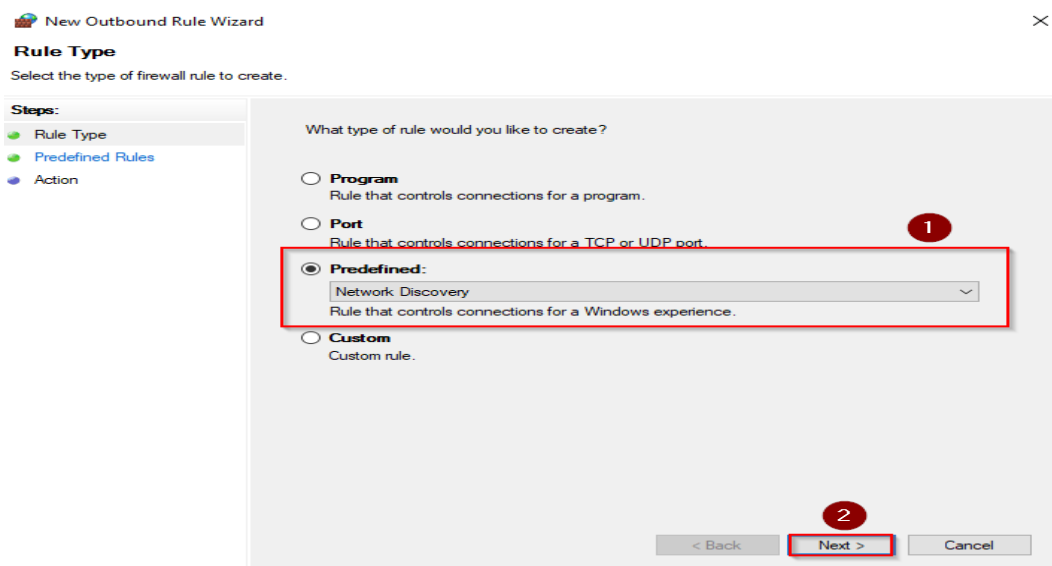 New Outbound Rule Wizard
Rule Type
Select the type of firewall rule to create.
Steps:
Rule Type
Predefined Rules
Action
What type of rule would you like to create?
Program
Rule that controls connections for a program.
Port
Rule that controls connections for a TCP or UDP port.
1
Predefined:
Network Discovery
Rule that controls connections for a Windows experience.
Custom
Custom rule.
2
< Back
Next >
Cancel